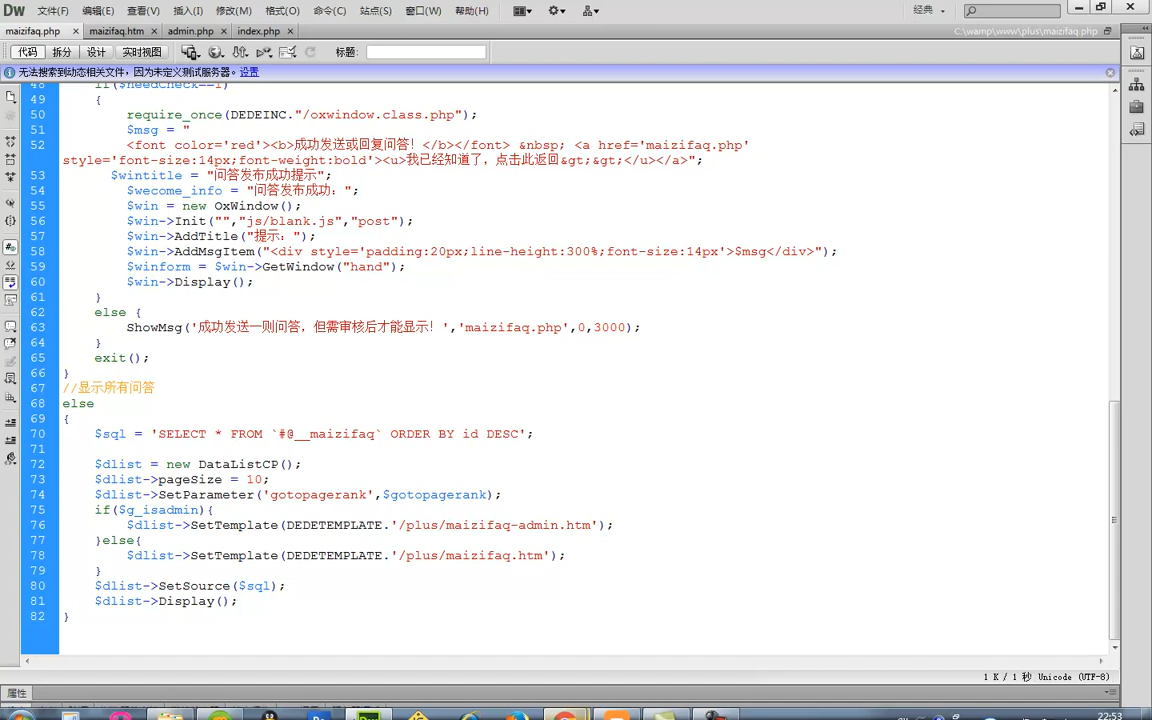 Dw 文件(F) 编辑(E) 查看(V) 插入(I) 修改(M) 格式(O) 命令(C) 站点(S) 窗口(W) 帮助(H) 经典
maizifaq.php × maizifaq.htm × admin.php × index.php × C:\wamp\www\plus\maizifaq.php
代码 拆分 设计 实时视图 标题:
无法搜索到动态相关文件，因为未定义测试服务器。 设置
48 if($needCheck==1)
49 {
50 require_once(DEDEINC."/oxwindow.class.php");
51 $msg = "
52 <font color='red'><b>成功发送或回复问答！</b></font> &nbsp; <a href='maizifaq.php'
style='font-size:14px;font-weight:bold'><u>我已经知道了，点击此返回&gt;&gt;</u></a>";
53 $wintitle = "问答发布成功提示";
54 $wecome_info = "问答发布成功：";
55 $win = new OxWindow();
56 $win->Init("","js/blank.js","post");
57 $win->AddTitle("提示：");
58 $win->AddMsgItem("<div style='padding:20px;line-height:300%;font-size:14px'>$msg</div>");
59 $winform = $win->GetWindow("hand");
60 $win->Display();
61 }
62 else {
63 ShowMsg('成功发送一则问答，但需审核后才能显示！','maizifaq.php',0,3000);
64 }
65 exit();
66 }
67 //显示所有问答
68 else
69 {
70 $sql = 'SELECT * FROM `#@__maizifaq` ORDER BY id DESC';
71
72 $dlist = new DataListCP();
73 $dlist->pageSize = 10;
74 $dlist->SetParameter('gotopagerank',$gotopagerank);
75 if($g_isadmin){
76 $dlist->SetTemplate(DEDETEMPLATE.'/plus/maizifaq-admin.htm');
77 }else{
78 $dlist->SetTemplate(DEDETEMPLATE.'/plus/maizifaq.htm');
79 }
80 $dlist->SetSource($sql);
81 $dlist->Display();
82 }
1 K / 1 秒 Unicode (UTF-8)
属性
22:53